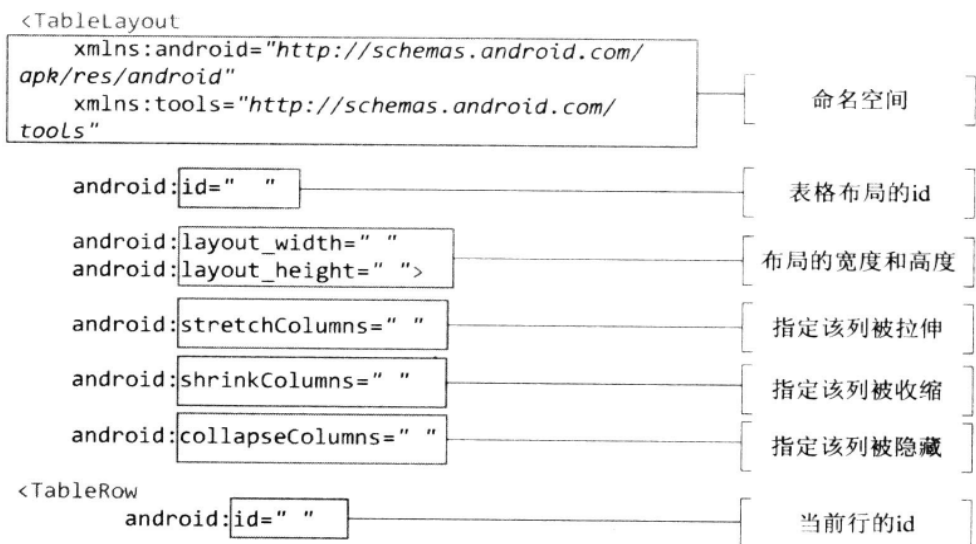 <TableLayout
xmlns:android="http://schemas.android.com/
apk/res/android"
xmlns:tools="http://schemas.android.com/
tools"
命名空间
android:id="  "
表格布局的id
android:layout_width=" "
android:layout_height=" ">
布局的宽度和高度
android:stretchColumns=" "
指定该列被拉伸
android:shrinkColumns=" "
指定该列被收缩
android:collapseColumns=" "
指定该列被隐藏
<TableRow
android:id=" "
当前行的id